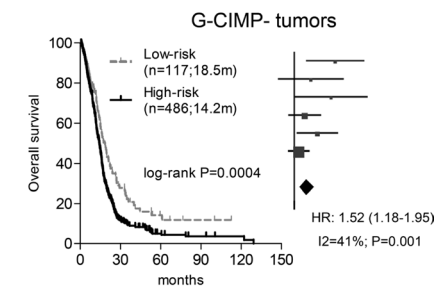 G-CIMP- tumors
Overall survival
100
80
60
40
20
0
Low-risk
(n=117;18.5m)
High-risk
(n=486;14.2m)
log-rank P=0.0004
0 30 60 90 120 150
months
HR: 1.52 (1.18-1.95)
I2=41%; P=0.001